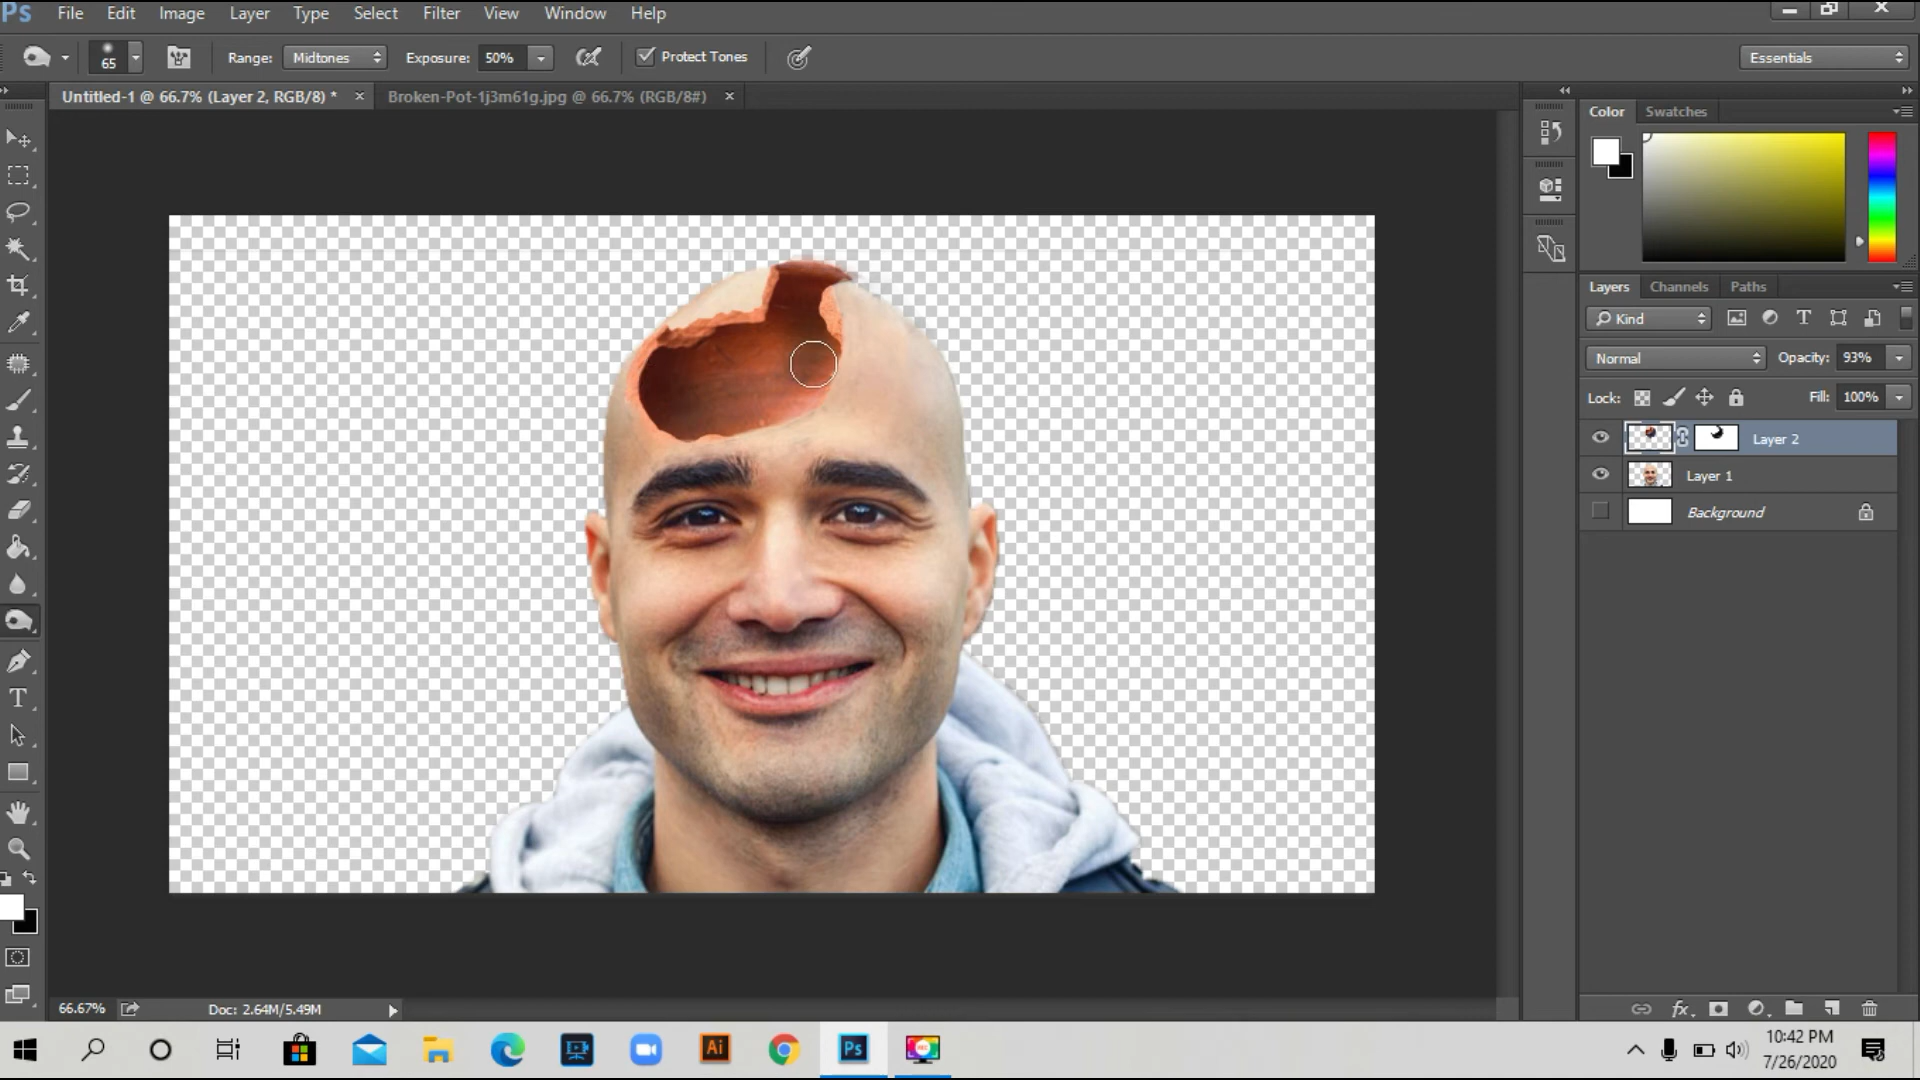 Ps File Edit Image Layer Type Select Filter View Window Help
65 Range: Midtones Exposure: 50% Protect Tones Essentials
Untitled-1 @ 66.7% (Layer 2, RGB/8) * × Broken-Pot-1j3m61g.jpg @ 66.7% (RGB/8#) ×
Color Swatches
Layers Channels Paths
Kind
Normal Opacity: 93%
Lock: Fill: 100%
Layer 2
Layer 1
Background
66.67% Doc: 2.64M/5.49M
fx
Ai Ps
10:42 PM
7/26/2020